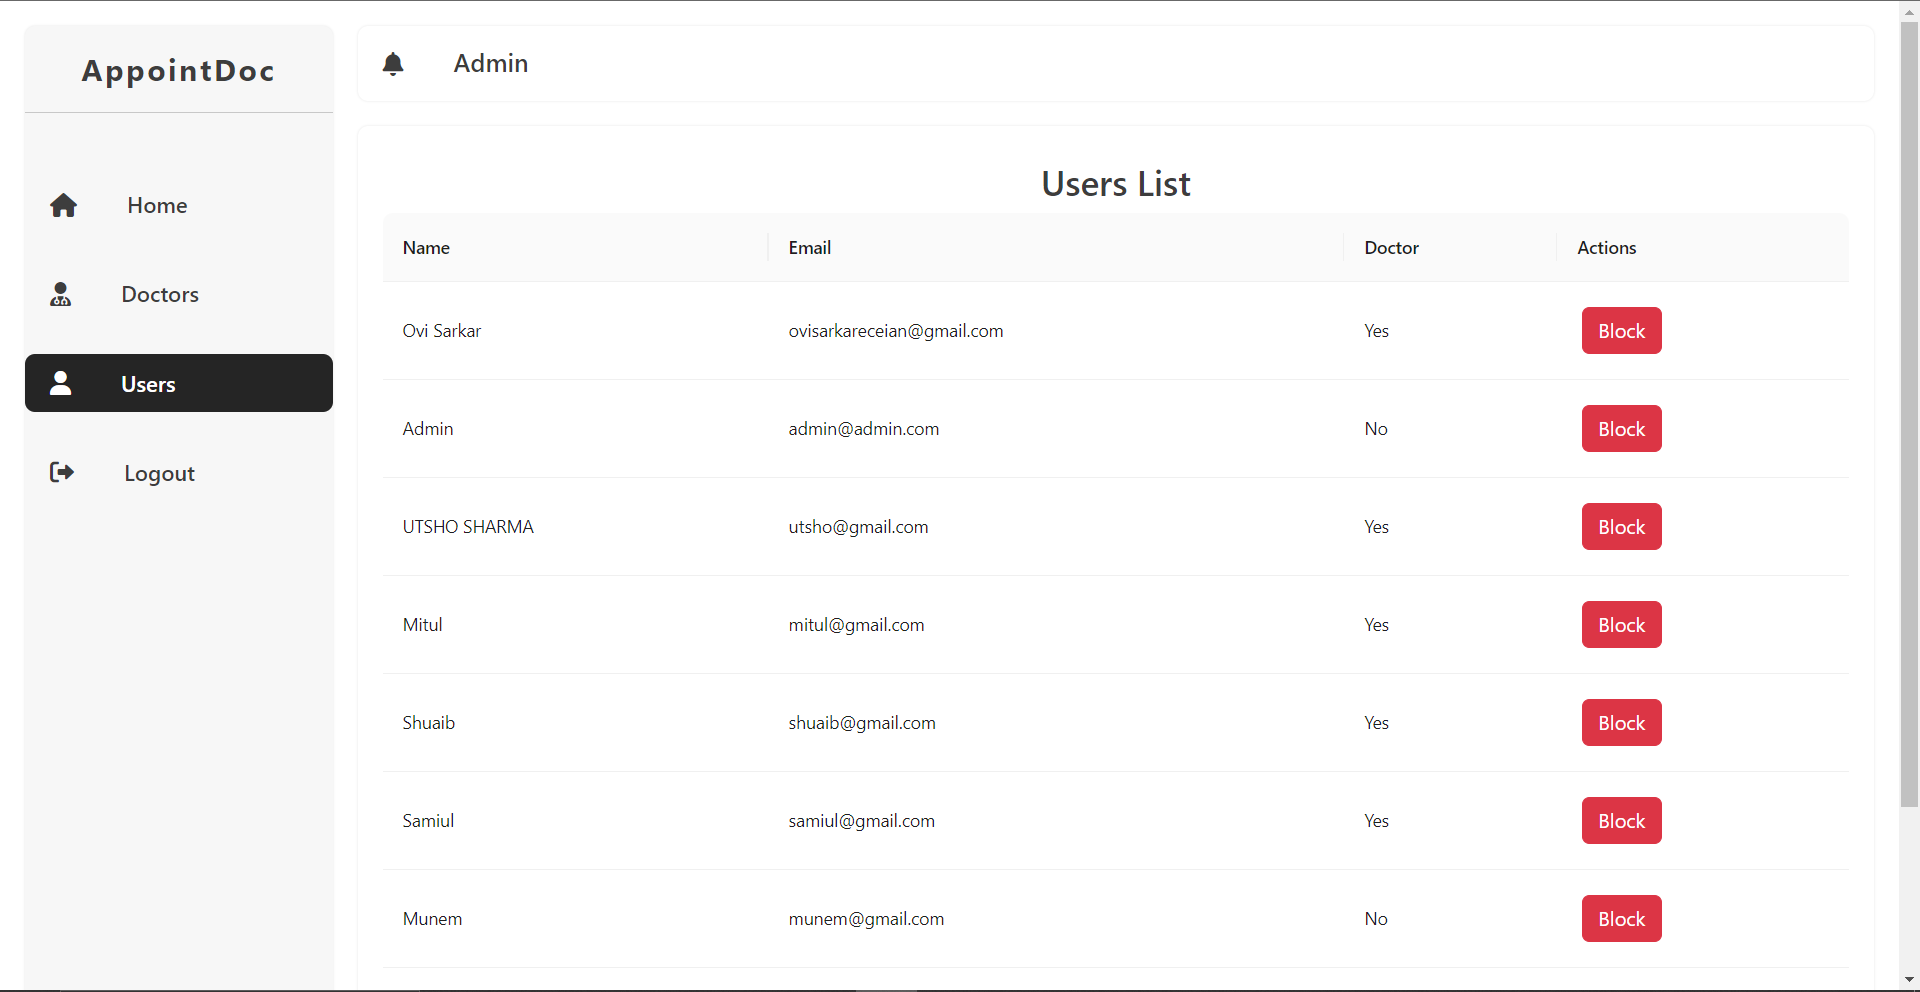 AppointDoc
Admin
Home
Doctors
Users
Logout
Users List
Name Email Doctor Actions
Ovi Sarkar ovisarkareceian@gmail.com Yes Block
Admin admin@admin.com No Block
UTSHO SHARMA utsho@gmail.com Yes Block
Mitul mitul@gmail.com Yes Block
Shuaib shuaib@gmail.com Yes Block
Samiul samiul@gmail.com Yes Block
Munem munem@gmail.com No Block